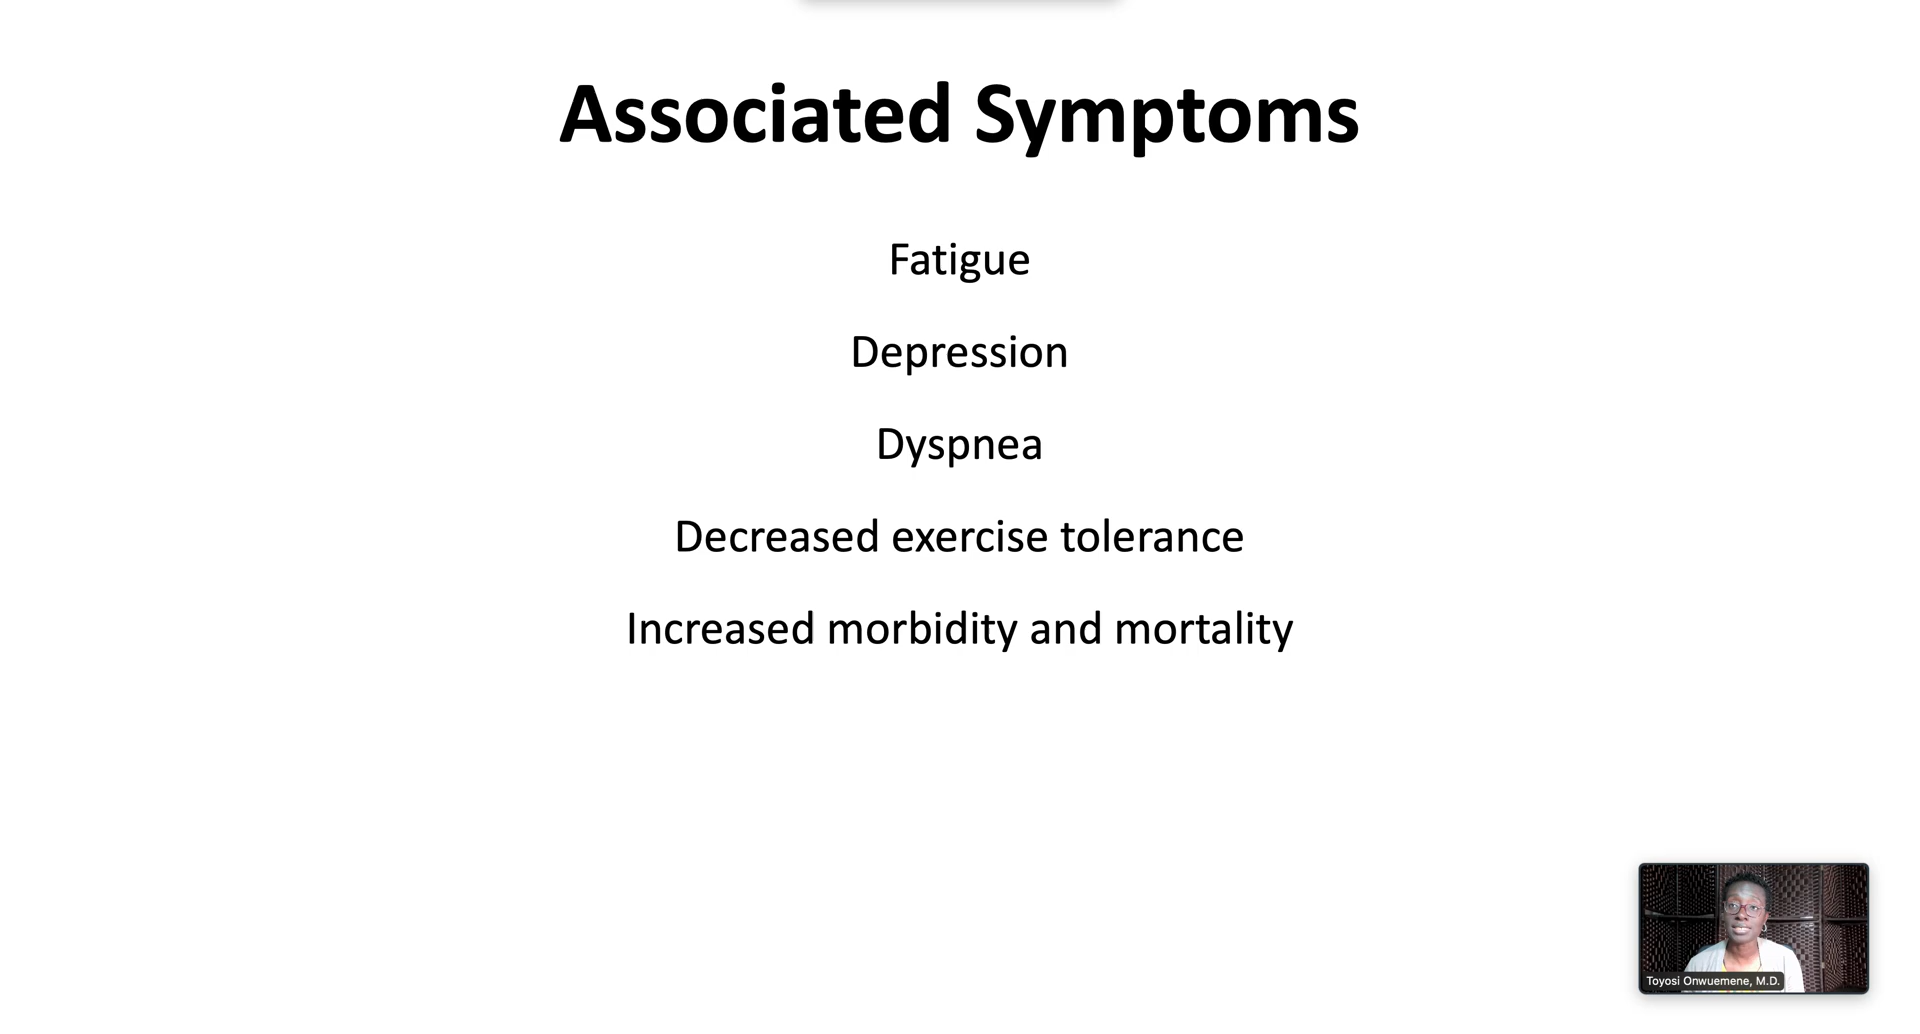 Associated Symptoms
Fatigue
Depression
Dyspnea
Decreased exercise tolerance
Increased morbidity and mortality
Toyosi Onwuemene, M.D.